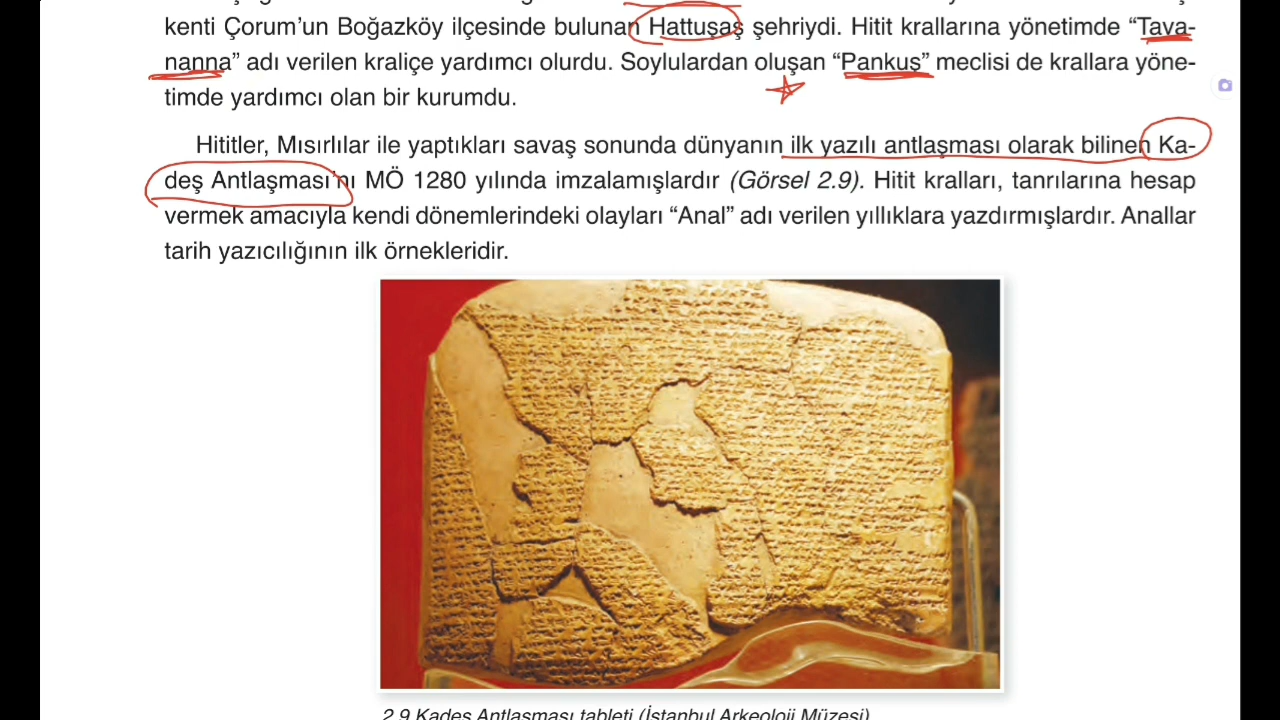 kenti Çorum’un Boğazköy ilçesinde bulunan Hattuşaş şehriydi. Hitit krallarına yönetimde “Tava-
nanna” adı verilen kraliçe yardımcı olurdu. Soylulardan oluşan “Pankuş” meclisi de krallara yöne-
timde yardımcı olan bir kurumdu.
Hititler, Mısırlılar ile yaptıkları savaş sonunda dünyanın ilk yazılı antlaşması olarak bilinen Ka-
deş Antlaşması’nı MÖ 1280 yılında imzalamışlardır (Görsel 2.9). Hitit kralları, tanrılarına hesap
vermek amacıyla kendi dönemlerindeki olayları “Anal” adı verilen yıllıklara yazdırmışlardır. Anallar
tarih yazıcılığının ilk örnekleridir.
2.9 Kadeş Antlaşması tableti (İstanbul Arkeoloji Müzesi)